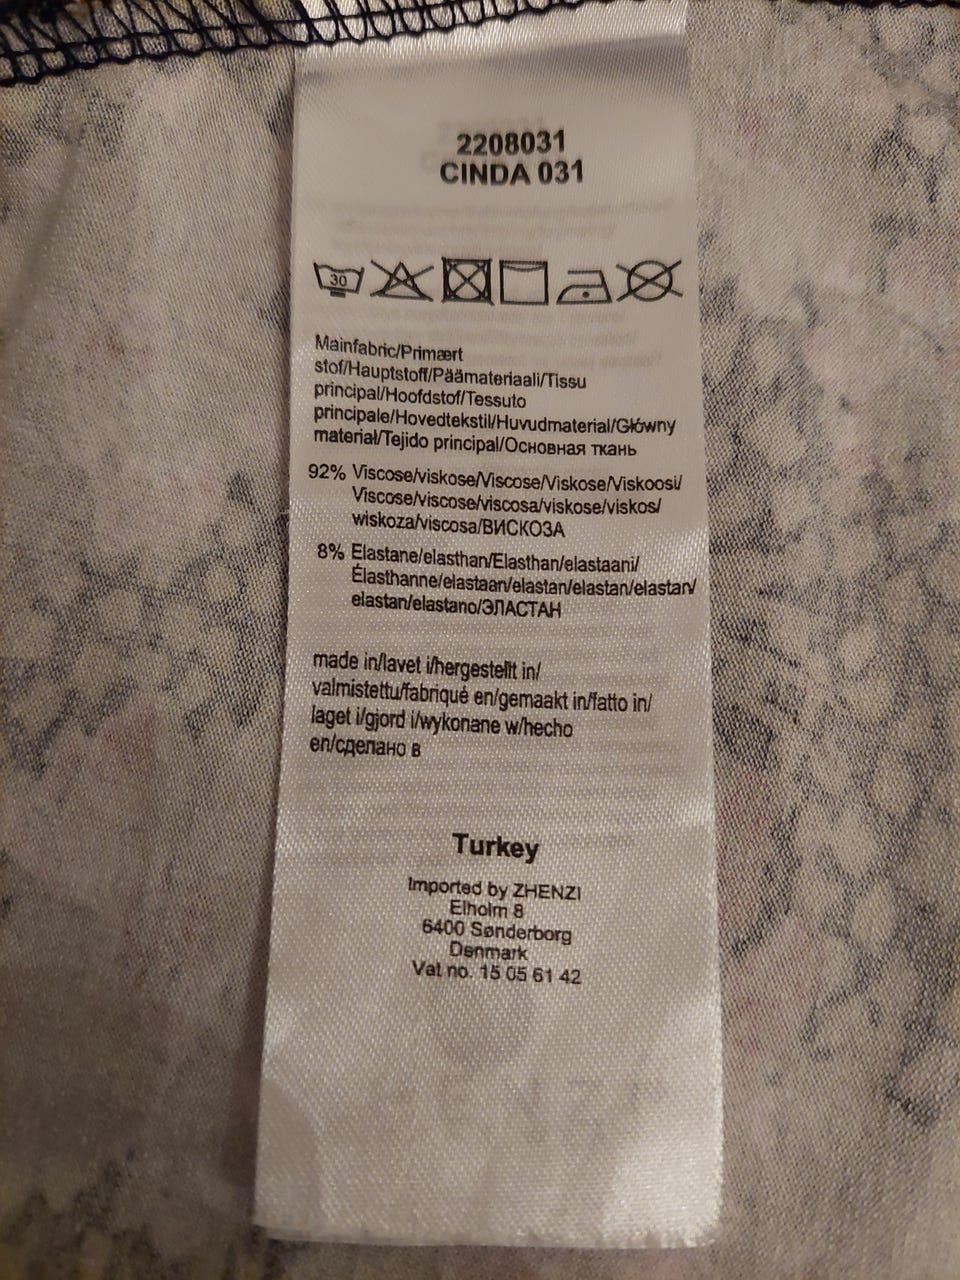 2208031
CINDA 031
30
Mainfabric/Primært
stof/Hauptstoff/Päämateriaali/Tissu
principal/Hoofdstof/Tessuto
principale/Hovedtekstil/Huvudmaterial/Główny
materiał/Tejido principal/Основная ткань
92% Viscose/viskose/Viscose/Viskose/Viskoosi/
Viscose/viscose/viscosa/viskose/viskos/
wiskoza/viscosa/ВИСКОЗА
8% Elastane/elasthan/Elasthan/elastaani/
Élasthanne/elastaan/elastan/elastan/elastan/
elastan/elastano/ЭЛАСТАН
made in/lavet i/hergestellt in/
valmistettu/fabriqué en/gemaakt in/fatto in/
laget i/gjord i/wykonane w/hecho
en/сделано в
Turkey
Imported by ZHENZI
Elholm 8
6400 Sønderborg
Denmark
Vat no. 15 05 61 42